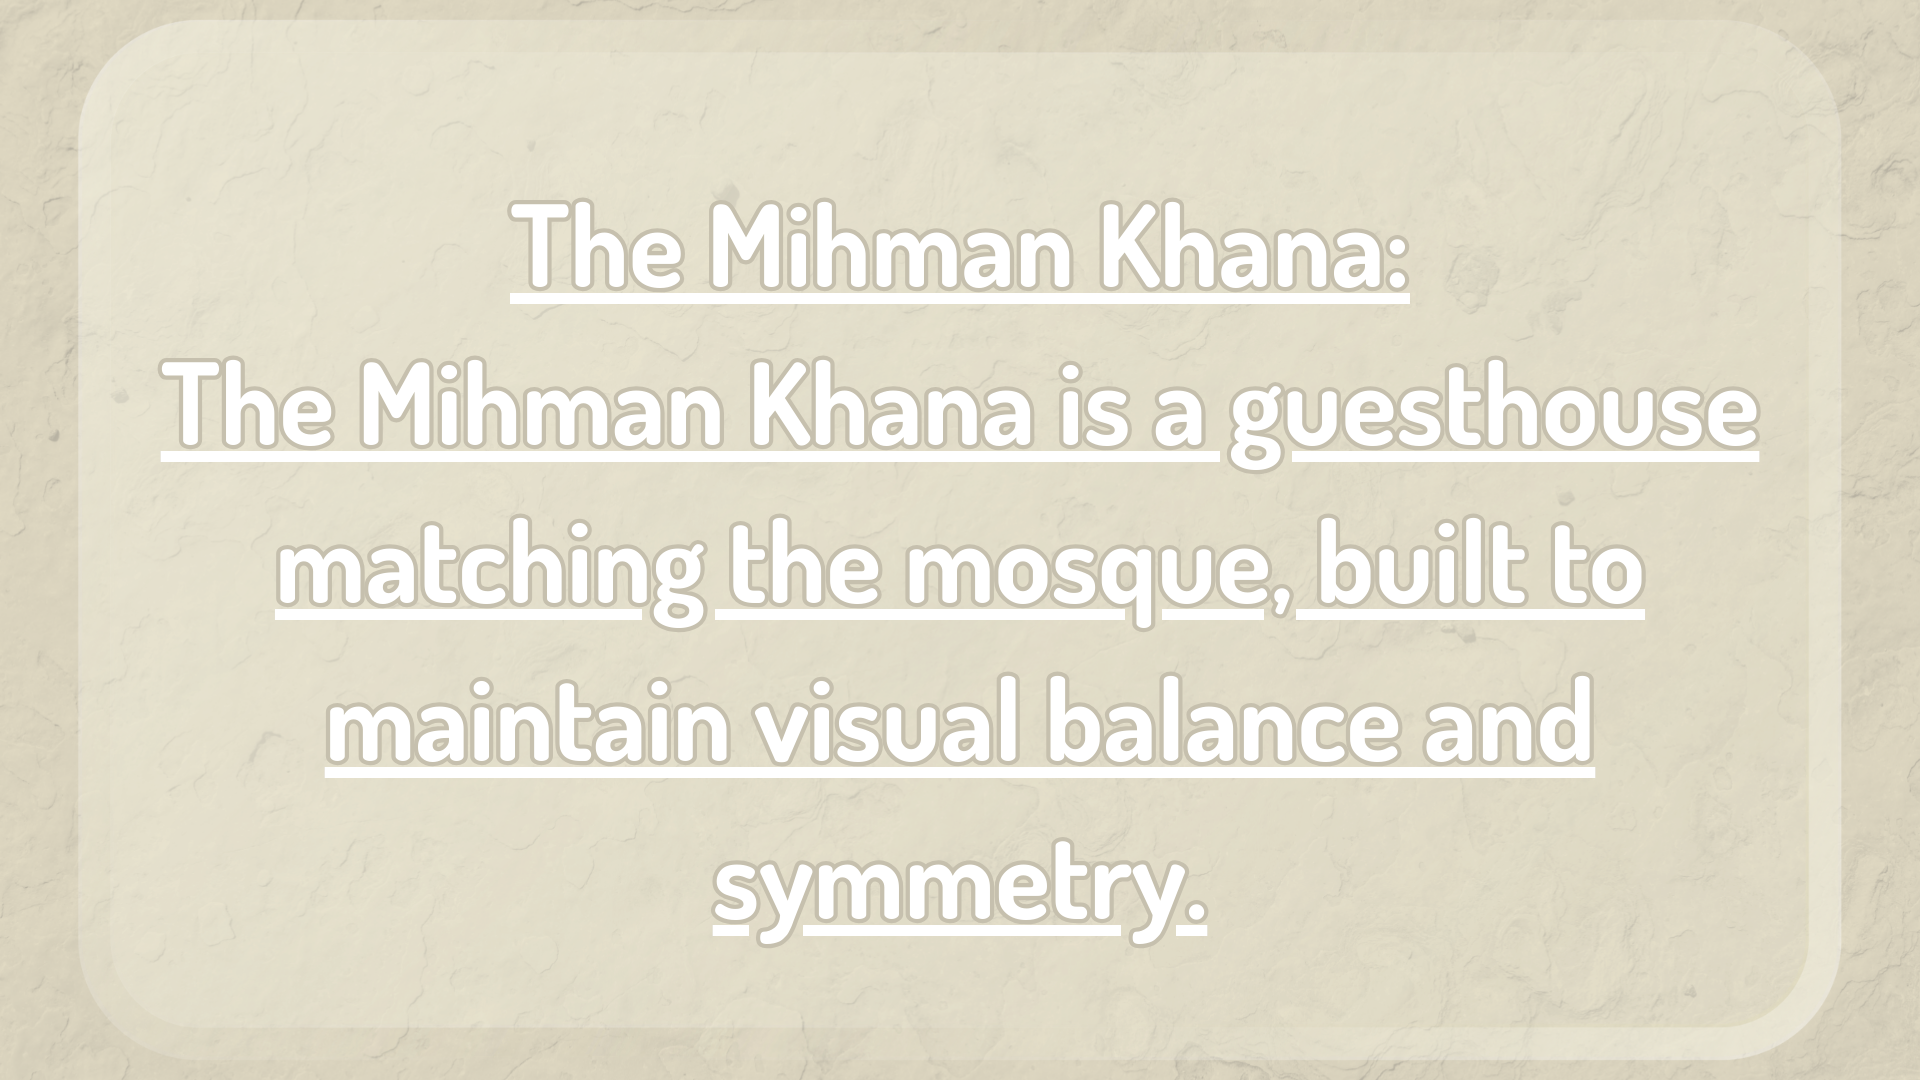 The Mihman Khana:
The Mihman Khana is a guesthouse
matching the mosque, built to
maintain visual balance and
symmetry.